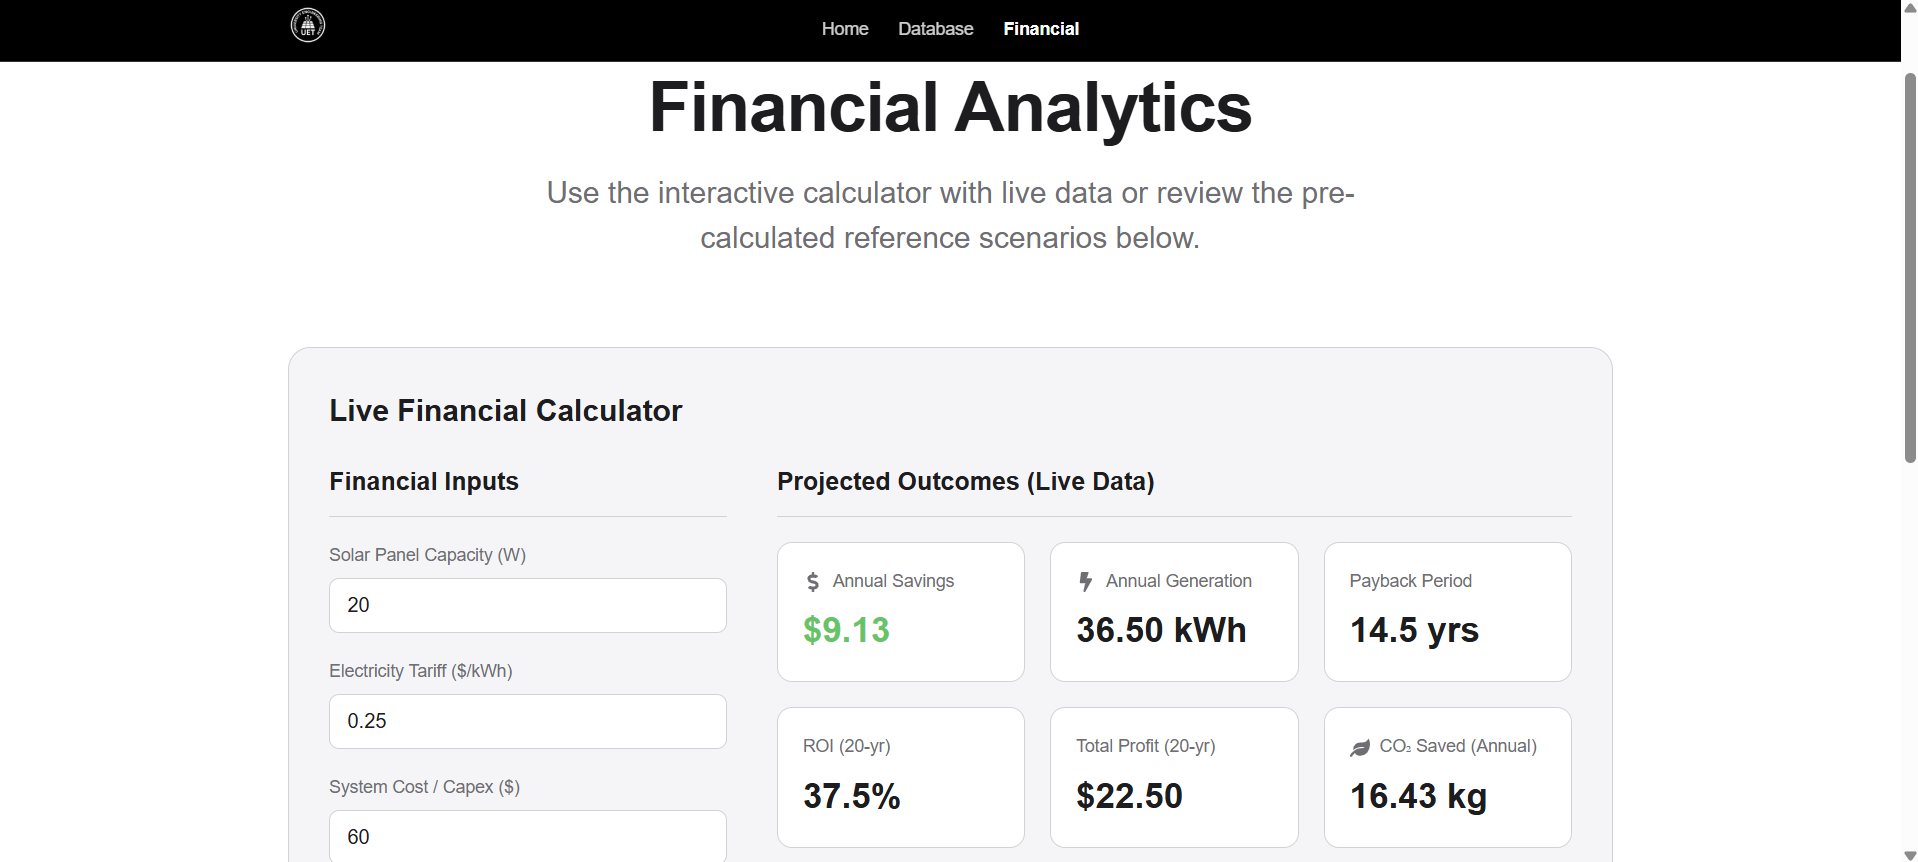 UET
Home
Database
Financial
Financial Analytics
Use the interactive calculator with live data or review the pre-
calculated reference scenarios below.
Live Financial Calculator
Financial Inputs
Solar Panel Capacity (W)
20
Electricity Tariff ($/kWh)
0.25
System Cost / Capex ($)
60
Projected Outcomes (Live Data)
Annual Savings
$9.13
Annual Generation
36.50 kWh
Payback Period
14.5 yrs
ROI (20-yr)
37.5%
Total Profit (20-yr)
$22.50
CO₂ Saved (Annual)
16.43 kg